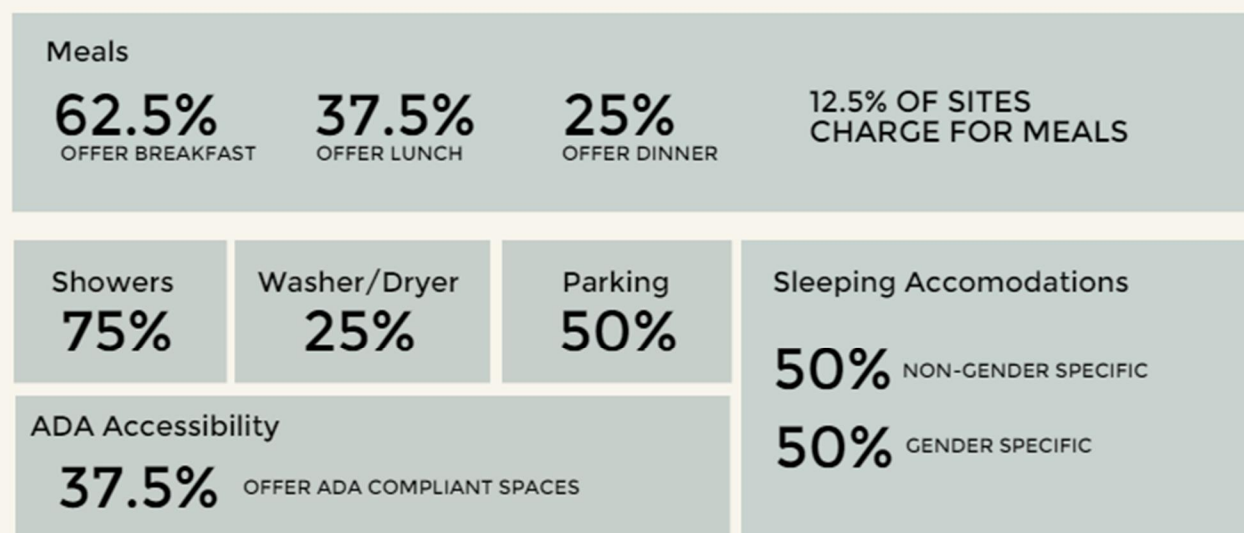 Meals
62.5%
OFFER BREAKFAST
37.5%
OFFER LUNCH
25%
OFFER DINNER
12.5% OF SITES
CHARGE FOR MEALS
Showers
75%
Washer/Dryer
25%
Parking
50%
Sleeping Accomodations
50% NON-GENDER SPECIFIC
50% GENDER SPECIFIC
ADA Accessibility
37.5% OFFER ADA COMPLIANT SPACES